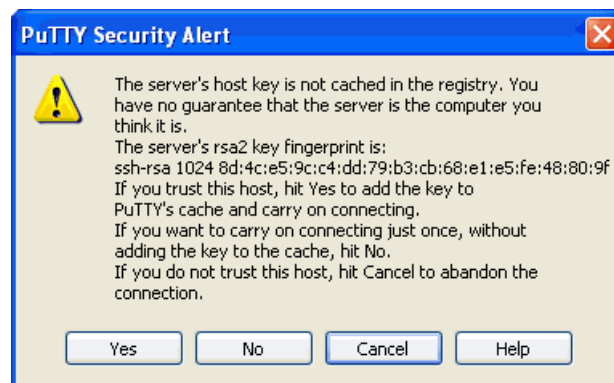 PuTTY Security Alert
The server's host key is not cached in the registry. You
have no guarantee that the server is the computer you
think it is.
The server's rsa2 key fingerprint is:
ssh-rsa 1024 8d:4c:e5:9c:c4:dd:79:b3:cb:68:e1:e5:fe:48:80:9f
If you trust this host, hit Yes to add the key to
PuTTY's cache and carry on connecting.
If you want to carry on connecting just once, without
adding the key to the cache, hit No.
If you do not trust this host, hit Cancel to abandon the
connection.
Yes No Cancel Help